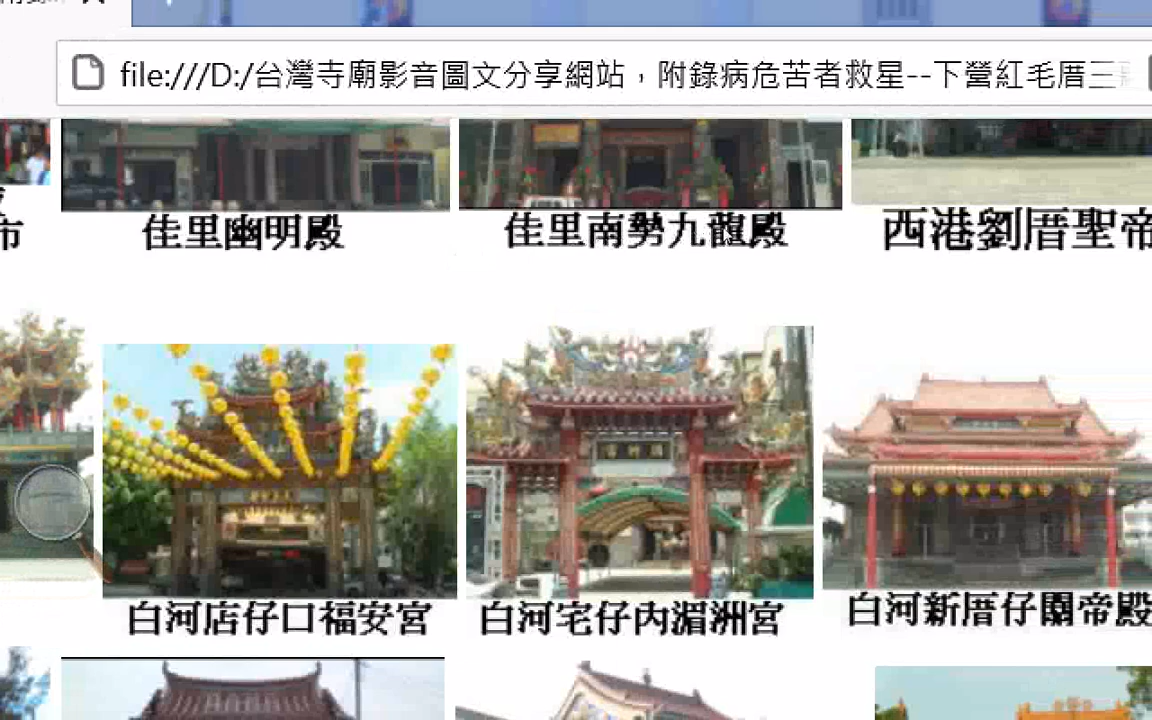 file:///D:/台灣寺廟影音圖文分享網站，附錄病危苦者救星--下營紅毛厝三
市
佳里幽明殿
佳里南勢九龍殿
西港劉厝聖帝
白河店仔口福安宮
白河宅仔內湄洲宮
白河新厝仔關帝殿